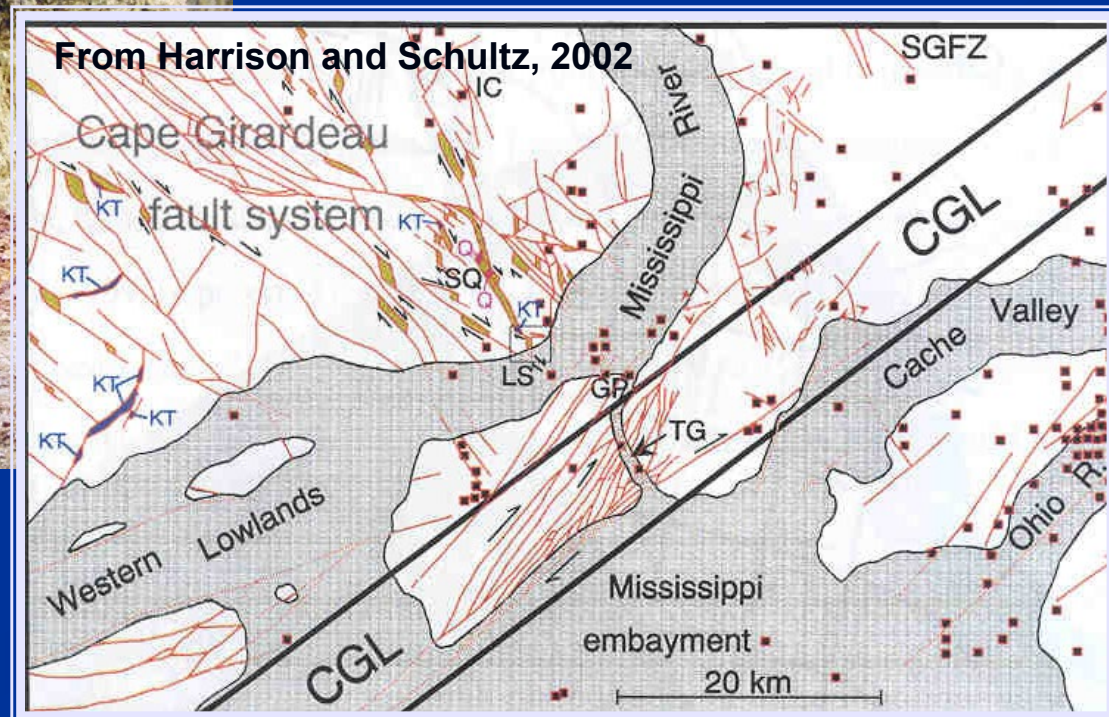 From Harrison and Schultz, 2002
SGFZ
IC
River
Cape Girardeau
fault system
KT
KT
KT
Q
SQ
Q
KT
Mississippi
CGL
Valley
Cache
LS
GP
TG
KT
KT
KT
Ohio R.
Western Lowlands
Mississippi
embayment
CGL
20 km